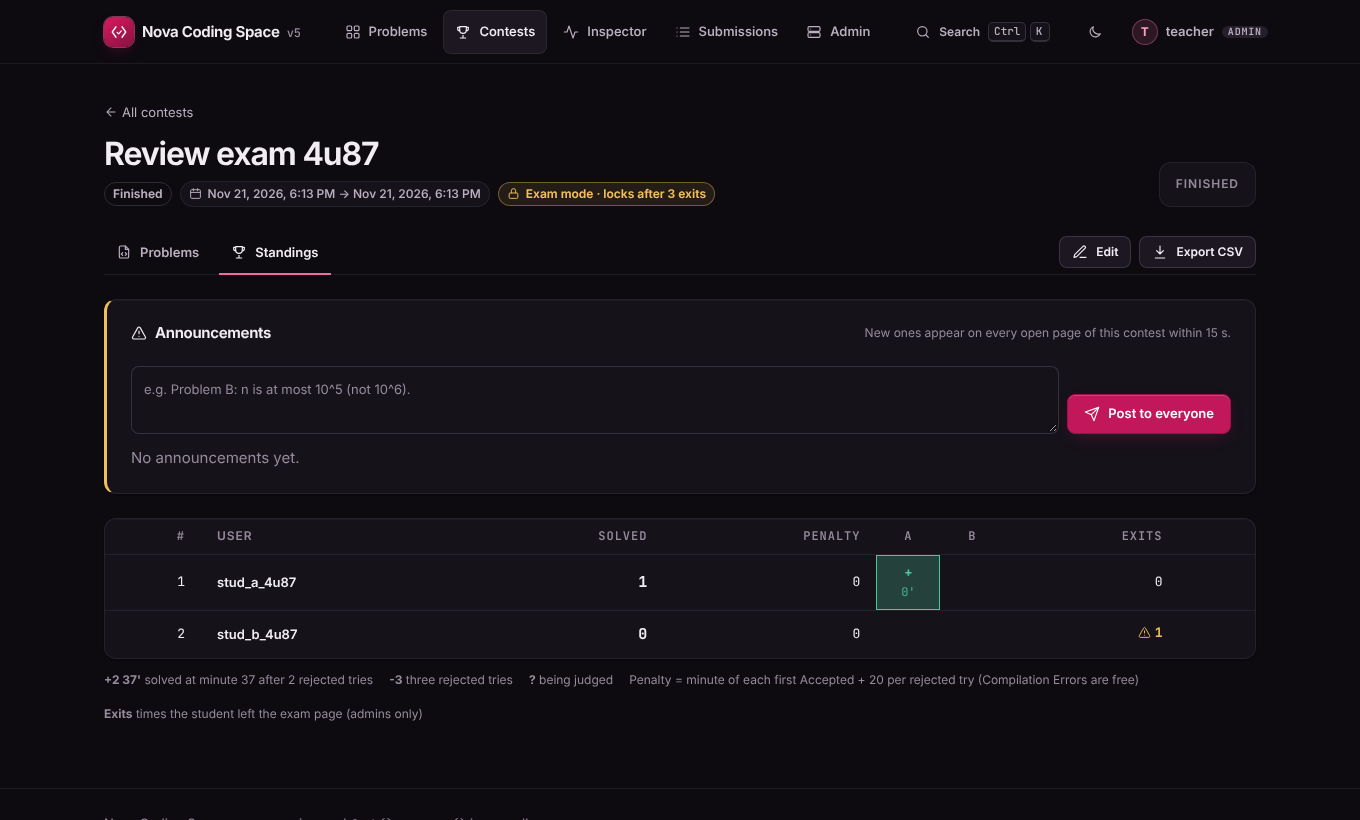 Nova Coding Space v5 Problems Contests Inspector Submissions Admin Search Ctrl K T teacher ADMIN
← All contests
Review exam 4u87
Finished Nov 21, 2026, 6:13 PM → Nov 21, 2026, 6:13 PM Exam mode · locks after 3 exits FINISHED
Problems Standings Edit Export CSV
Announcements New ones appear on every open page of this contest within 15 s.
e.g. Problem B: n is at most 10^5 (not 10^6).
Post to everyone
No announcements yet.
# USER SOLVED PENALTY A B EXITS
1 stud_a_4u87 1 0 + 0' 0
2 stud_b_4u87 0 0 1
+2 37' solved at minute 37 after 2 rejected tries -3 three rejected tries ? being judged Penalty = minute of each first Accepted + 20 per rejected try (Compilation Errors are free)
Exits times the student left the exam page (admins only)